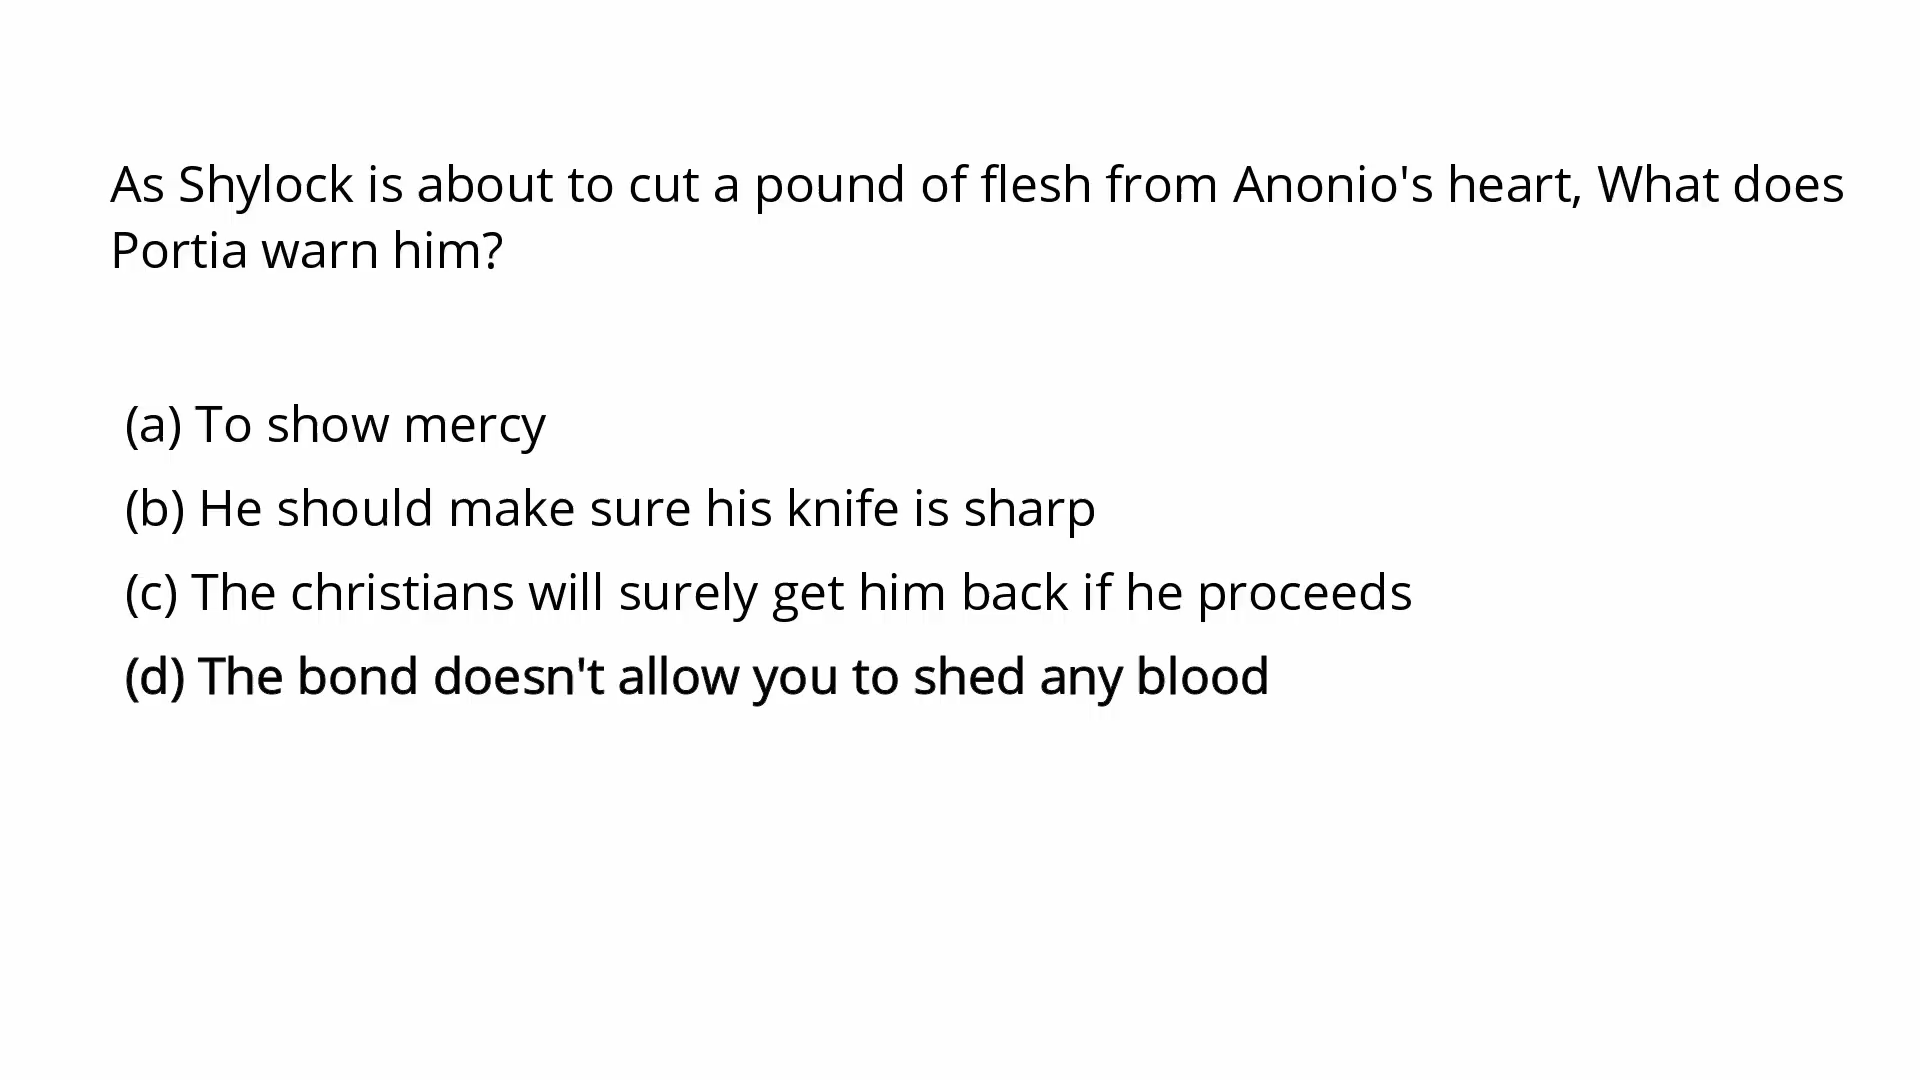 As Shylock is about to cut a pound of flesh from Anonio's heart, What does
Portia warn him?
(a) To show mercy
(b) He should make sure his knife is sharp
(c) The christians will surely get him back if he proceeds
(d) The bond doesn't allow you to shed any blood